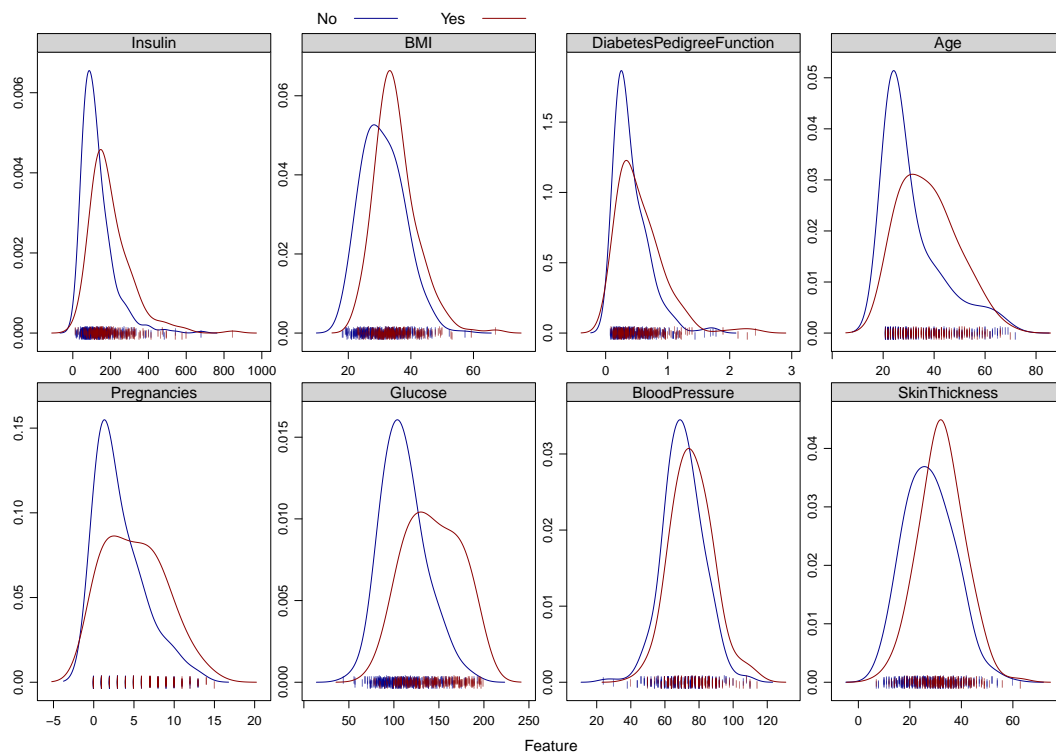 No Yes
Insulin BMI DiabetesPedigreeFunction Age
0.000 0.002 0.004 0.006
0 200 400 600 800 1000
0.00 0.02 0.04 0.06
20 40 60
0.0 0.5 1.0 1.5
0 1 2 3
0.00 0.01 0.02 0.03 0.04 0.05
20 40 60 80
Pregnancies Glucose BloodPressure SkinThickness
0.00 0.05 0.10 0.15
−5 0 5 10 15 20
0.000 0.005 0.010 0.015
0 50 100 150 200 250
0.00 0.01 0.02 0.03
20 40 60 80 100 120
0.00 0.01 0.02 0.03 0.04
0 20 40 60
Feature